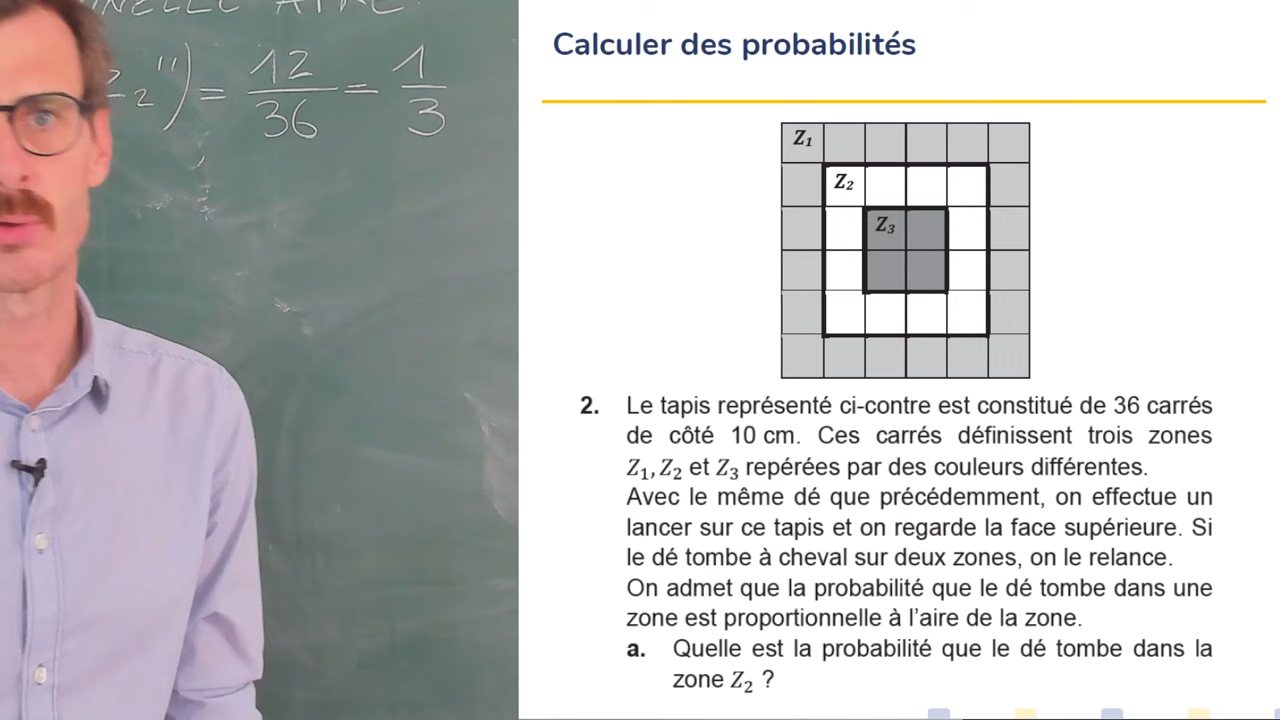 NNELLE AIRE.
Z₂") = 12/36 = 1/3
Calculer des probabilités
Z₁
Z₂
Z₃
2. Le tapis représenté ci-contre est constitué de 36 carrés
de côté 10 cm. Ces carrés définissent trois zones
Z₁, Z₂ et Z₃ repérées par des couleurs différentes.
Avec le même dé que précédemment, on effectue un
lancer sur ce tapis et on regarde la face supérieure. Si
le dé tombe à cheval sur deux zones, on le relance.
On admet que la probabilité que le dé tombe dans une
zone est proportionnelle à l'aire de la zone.
a. Quelle est la probabilité que le dé tombe dans la
zone Z₂ ?